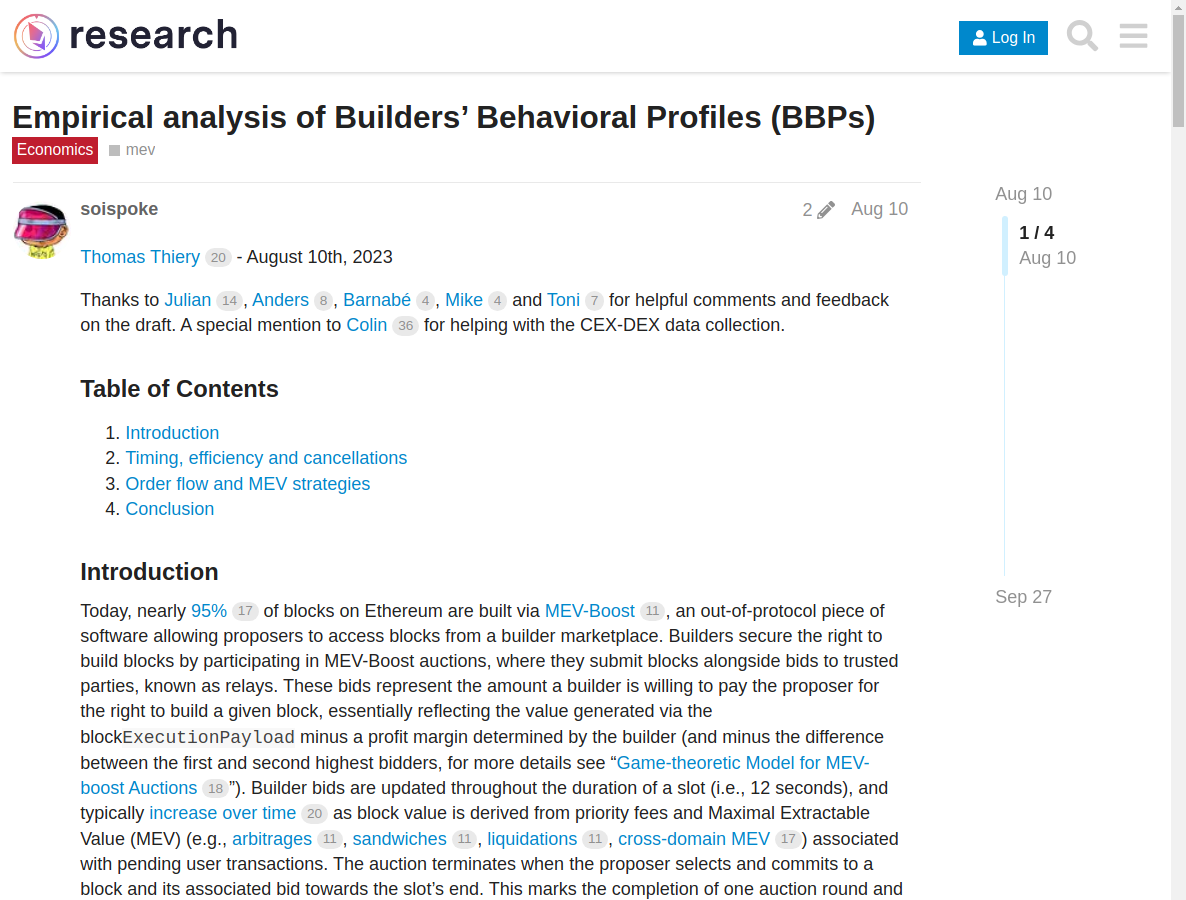 research
Log In
Empirical analysis of Builders’ Behavioral Profiles (BBPs)
Economics mev
soispoke 2 Aug 10
Thomas Thiery 20 - August 10th, 2023
Thanks to Julian 14 , Anders 8 , Barnabé 4 , Mike 4 and Toni 7 for helpful comments and feedback
on the draft. A special mention to Colin 36 for helping with the CEX-DEX data collection.
Table of Contents
1. Introduction
2. Timing, efficiency and cancellations
3. Order flow and MEV strategies
4. Conclusion
Introduction
Today, nearly 95% 17 of blocks on Ethereum are built via MEV-Boost 11 , an out-of-protocol piece of
software allowing proposers to access blocks from a builder marketplace. Builders secure the right to
build blocks by participating in MEV-Boost auctions, where they submit blocks alongside bids to trusted
parties, known as relays. These bids represent the amount a builder is willing to pay the proposer for
the right to build a given block, essentially reflecting the value generated via the
blockExecutionPayload minus a profit margin determined by the builder (and minus the difference
between the first and second highest bidders, for more details see “Game-theoretic Model for MEV-
boost Auctions 18 ”). Builder bids are updated throughout the duration of a slot (i.e., 12 seconds), and
typically increase over time 20 as block value is derived from priority fees and Maximal Extractable
Value (MEV) (e.g., arbitrages 11 , sandwiches 11 , liquidations 11 , cross-domain MEV 17 ) associated
with pending user transactions. The auction terminates when the proposer selects and commits to a
block and its associated bid towards the slot’s end. This marks the completion of one auction round and
Aug 10
1 / 4
Aug 10
Sep 27